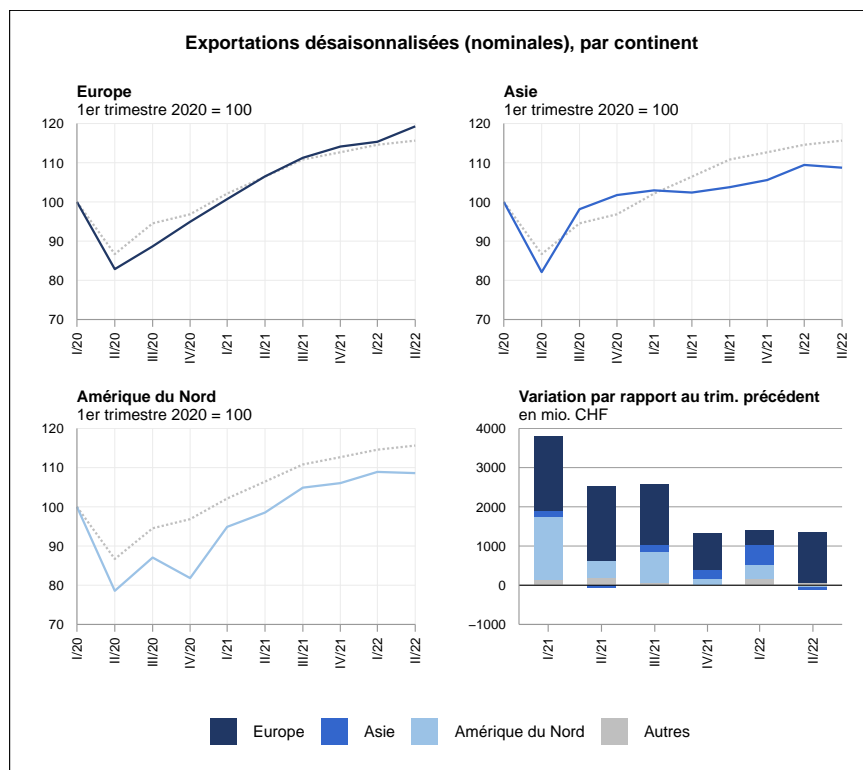 Exportations désaisonnalisées (nominales), par continent
Europe
1er trimestre 2020 = 100
120
110
100
90
80
70
I/20
II/20
III/20
IV/20
I/21
II/21
III/21
IV/21
I/22
II/22
Asie
1er trimestre 2020 = 100
120
110
100
90
80
70
I/20
II/20
III/20
IV/20
I/21
II/21
III/21
IV/21
I/22
II/22
Amérique du Nord
1er trimestre 2020 = 100
120
110
100
90
80
70
I/20
II/20
III/20
IV/20
I/21
II/21
III/21
IV/21
I/22
II/22
Variation par rapport au trim. précédent
en mio. CHF
4000
3000
2000
1000
0
−1000
I/21
II/21
III/21
IV/21
I/22
II/22
Europe
Asie
Amérique du Nord
Autres